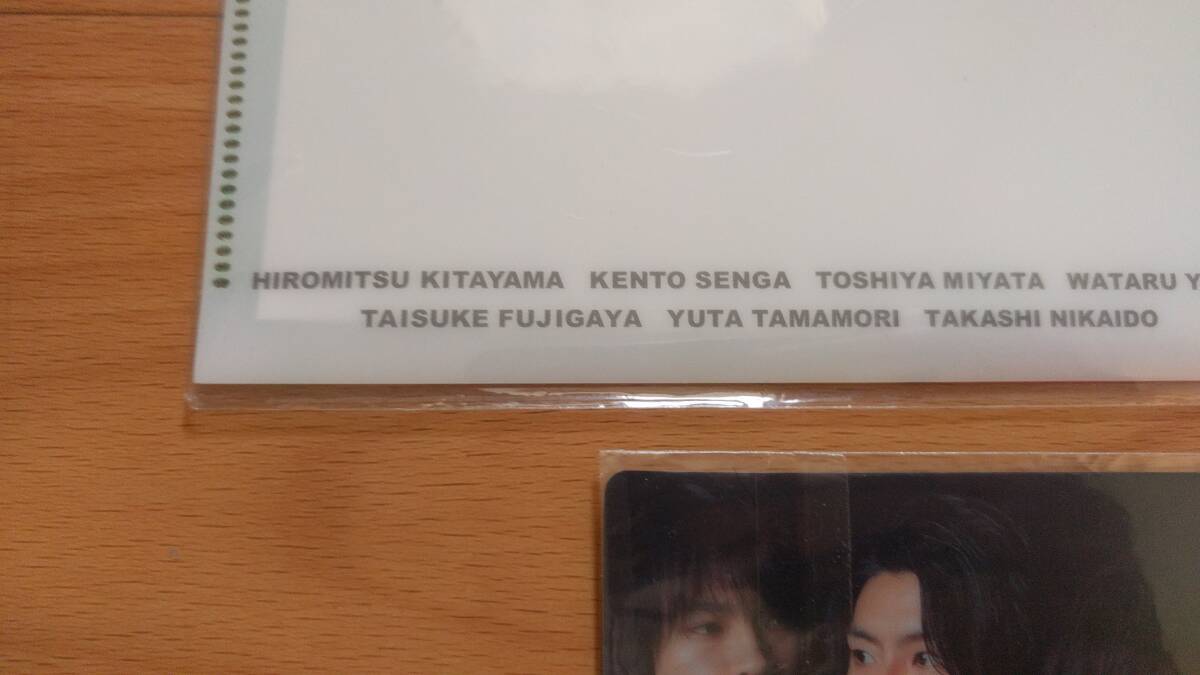 HIROMITSU KITAYAMA KENTO SENGA TOSHIYA MIYATA WATARU Y
TAISUKE FUJIGAYA YUTA TAMAMORI TAKASHI NIKAIDO